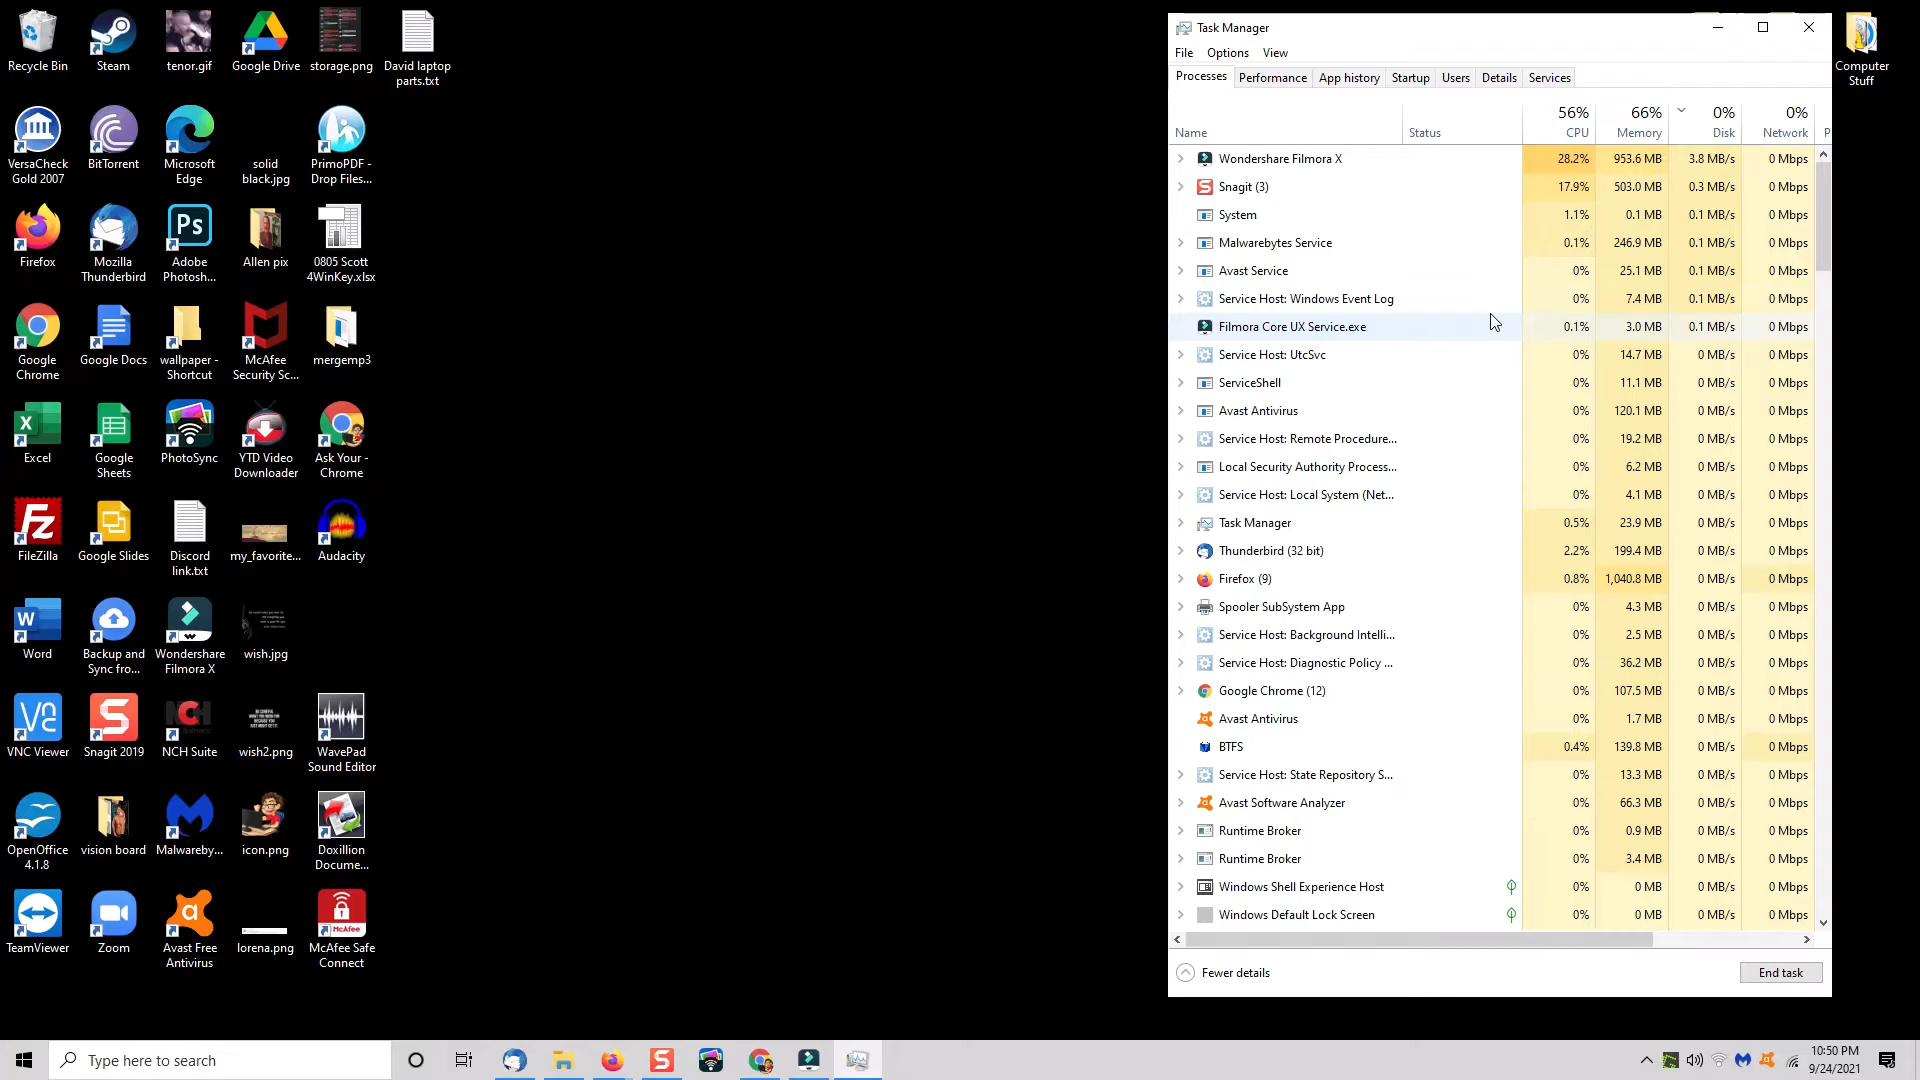 Recycle Bin
Steam
tenor.gif
Google Drive
storage.png
David laptop
parts.txt
VersaCheck
Gold 2007
BitTorrent
Microsoft
Edge
solid
black.jpg
PrimoPDF -
Drop Files...
Firefox
Mozilla
Thunderbird
Adobe
Photosh...
Allen pix
0805 Scott
4WinKey.xlsx
Google
Chrome
Google Docs
wallpaper -
Shortcut
McAfee
Security Sc...
mergemp3
Excel
Google
Sheets
PhotoSync
YTD Video
Downloader
Ask Your -
Chrome
FileZilla
Google Slides
Discord
link.txt
my_favorite...
Audacity
Word
Backup and
Sync fro...
Wondershare
Filmora X
wish.jpg
VNC Viewer
Snagit 2019
NCH Suite
wish2.png
WavePad
Sound Editor
OpenOffice
4.1.8
vision board
Malwareby...
icon.png
Doxillion
Docume...
TeamViewer
Zoom
Avast Free
Antivirus
lorena.png
McAfee Safe
Connect
Computer
Stuff
Task Manager
File Options View
Processes Performance App history Startup Users Details Services
56% 66% 0% 0%
Name Status CPU Memory Disk Network P
Wondershare Filmora X 28.2% 953.6 MB 3.8 MB/s 0 Mbps
Snagit (3) 17.9% 503.0 MB 0.3 MB/s 0 Mbps
System 1.1% 0.1 MB 0.1 MB/s 0 Mbps
Malwarebytes Service 0.1% 246.9 MB 0.1 MB/s 0 Mbps
Avast Service 0% 25.1 MB 0.1 MB/s 0 Mbps
Service Host: Windows Event Log 0% 7.4 MB 0.1 MB/s 0 Mbps
Filmora Core UX Service.exe 0.1% 3.0 MB 0.1 MB/s 0 Mbps
Service Host: UtcSvc 0% 14.7 MB 0 MB/s 0 Mbps
ServiceShell 0% 11.1 MB 0 MB/s 0 Mbps
Avast Antivirus 0% 120.1 MB 0 MB/s 0 Mbps
Service Host: Remote Procedure... 0% 19.2 MB 0 MB/s 0 Mbps
Local Security Authority Process... 0% 6.2 MB 0 MB/s 0 Mbps
Service Host: Local System (Net... 0% 4.1 MB 0 MB/s 0 Mbps
Task Manager 0.5% 23.9 MB 0 MB/s 0 Mbps
Thunderbird (32 bit) 2.2% 199.4 MB 0 MB/s 0 Mbps
Firefox (9) 0.8% 1,040.8 MB 0 MB/s 0 Mbps
Spooler SubSystem App 0% 4.3 MB 0 MB/s 0 Mbps
Service Host: Background Intelli... 0% 2.5 MB 0 MB/s 0 Mbps
Service Host: Diagnostic Policy ... 0% 36.2 MB 0 MB/s 0 Mbps
Google Chrome (12) 0% 107.5 MB 0 MB/s 0 Mbps
Avast Antivirus 0% 1.7 MB 0 MB/s 0 Mbps
BTFS 0.4% 139.8 MB 0 MB/s 0 Mbps
Service Host: State Repository S... 0% 13.3 MB 0 MB/s 0 Mbps
Avast Software Analyzer 0% 66.3 MB 0 MB/s 0 Mbps
Runtime Broker 0% 0.9 MB 0 MB/s 0 Mbps
Runtime Broker 0% 3.4 MB 0 MB/s 0 Mbps
Windows Shell Experience Host 0% 0 MB 0 MB/s 0 Mbps
Windows Default Lock Screen 0% 0 MB 0 MB/s 0 Mbps
Fewer details
End task
Type here to search
10:50 PM
9/24/2021